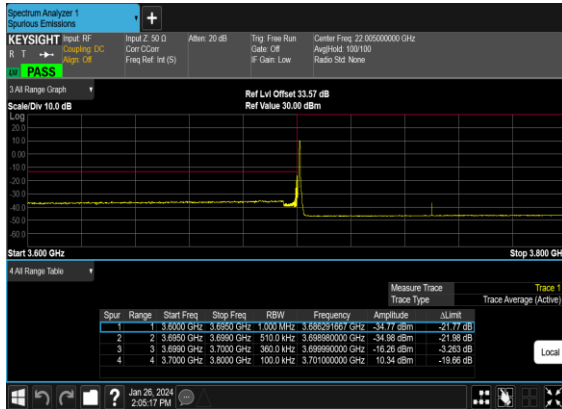 Spectrum Analyzer 1
Spurious Emissions
+
KEYSIGHT
R T
LXI
PASS
Input: RF
Coupling: DC
Align: Off
Input Z: 50 Ω
Corr CCorr
Freq Ref: Int (S)
Atten: 20 dB
Trig: Free Run
Gate: Off
IF Gain: Low
Center Freq: 22.005000000 GHz
Avg|Hold: 100/100
Radio Std: None
3 All Range Graph
Scale/Div 10.0 dB
Ref Lvl Offset 33.57 dB
Ref Value 30.00 dBm
Log
20.0
10.0
0.00
-10.0
-20.0
-30.0
-40.0
-50.0
-60.0
Start 3.600 GHz
Stop 3.800 GHz
4 All Range Table
Measure Trace Trace 1
Trace Type Trace Average (Active)
Spur Range Start Freq Stop Freq RBW Frequency Amplitude ΔLimit
1 1 3.6000 GHz 3.6950 GHz 1.000 MHz 3.686291667 GHz -34.77 dBm -21.77 dB
2 2 3.6950 GHz 3.6990 GHz 510.0 kHz 3.698980000 GHz -34.98 dBm -21.98 dB
3 3 3.6990 GHz 3.7000 GHz 360.0 kHz 3.699990000 GHz -16.26 dBm -3.263 dB
4 4 3.7000 GHz 3.8000 GHz 100.0 kHz 3.701000000 GHz 10.34 dBm -19.66 dB
Local
?
Jan 26, 2024
2:05:17 PM